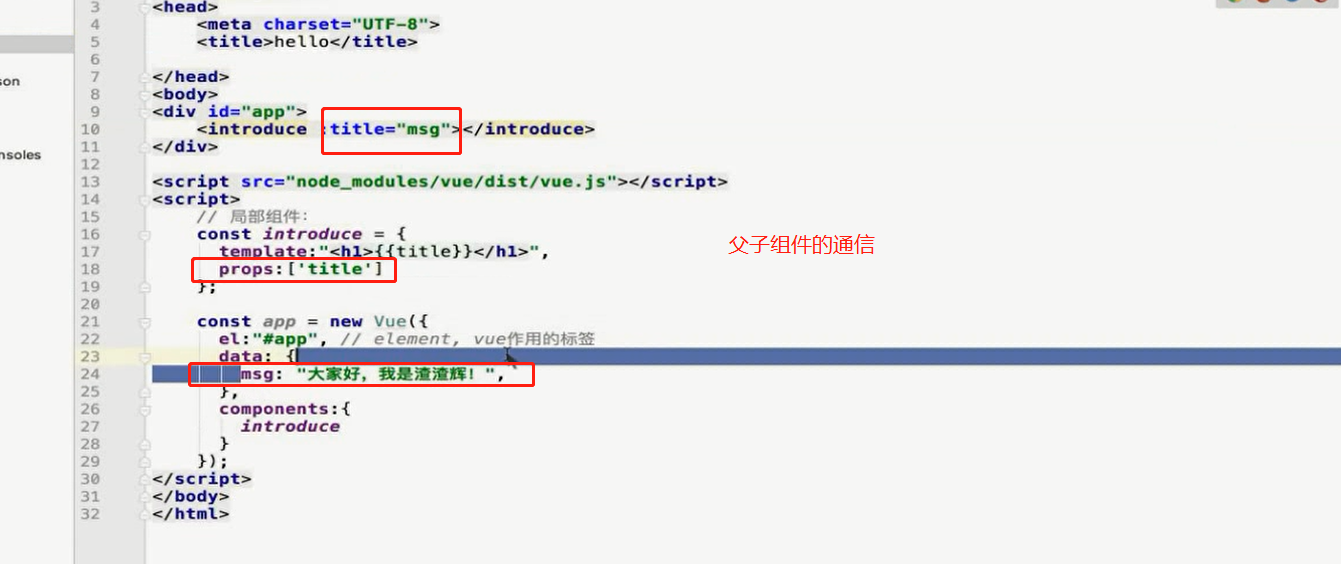 3 <head>
4 <meta charset="UTF-8">
5 <title>hello</title>
6
son
7 </head>
8 <body>
9 <div id="app">
10 <introduce :title="msg"></introduce>
nsoles
11 </div>
12
13 <script src="node_modules/vue/dist/vue.js"></script>
14 <script>
15 // 局部组件:
16 const introduce = {
父子组件的通信
17 template:"<h1>{{title}}</h1>",
18 props:['title']
19 };
20
21 const app = new Vue({
22 el:"#app", // element, vue作用的标签
23 data: {
24 msg: "大家好，我是渣渣辉！",
25 },
26 components:{
27 introduce
28 }
29 });
30 </script>
31 </body>
32 </html>